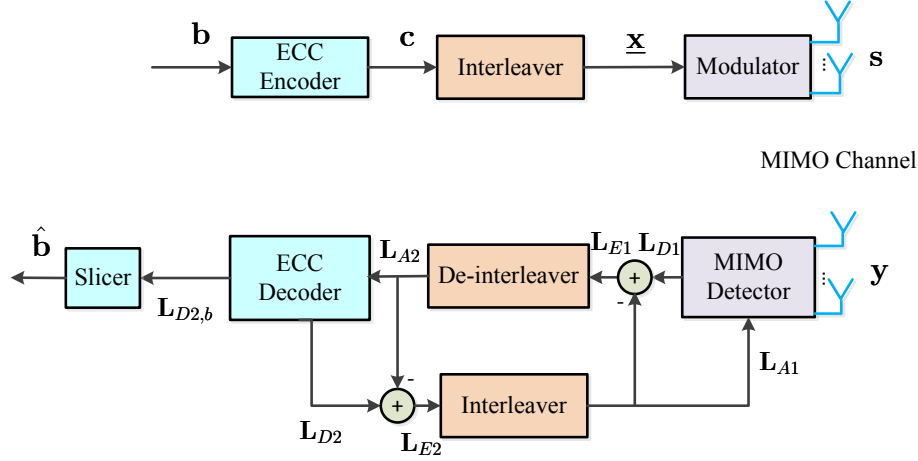 b
ECC
Encoder
c
Interleaver
x
Modulator
...
s
MIMO Channel
b̂
Slicer
L_{D2,b}
ECC
Decoder
L_{A2}
De-interleaver
L_{E1}
+
-
L_{D1}
MIMO
Detector
...
y
L_{A1}
L_{D2}
+
-
L_{E2}
Interleaver